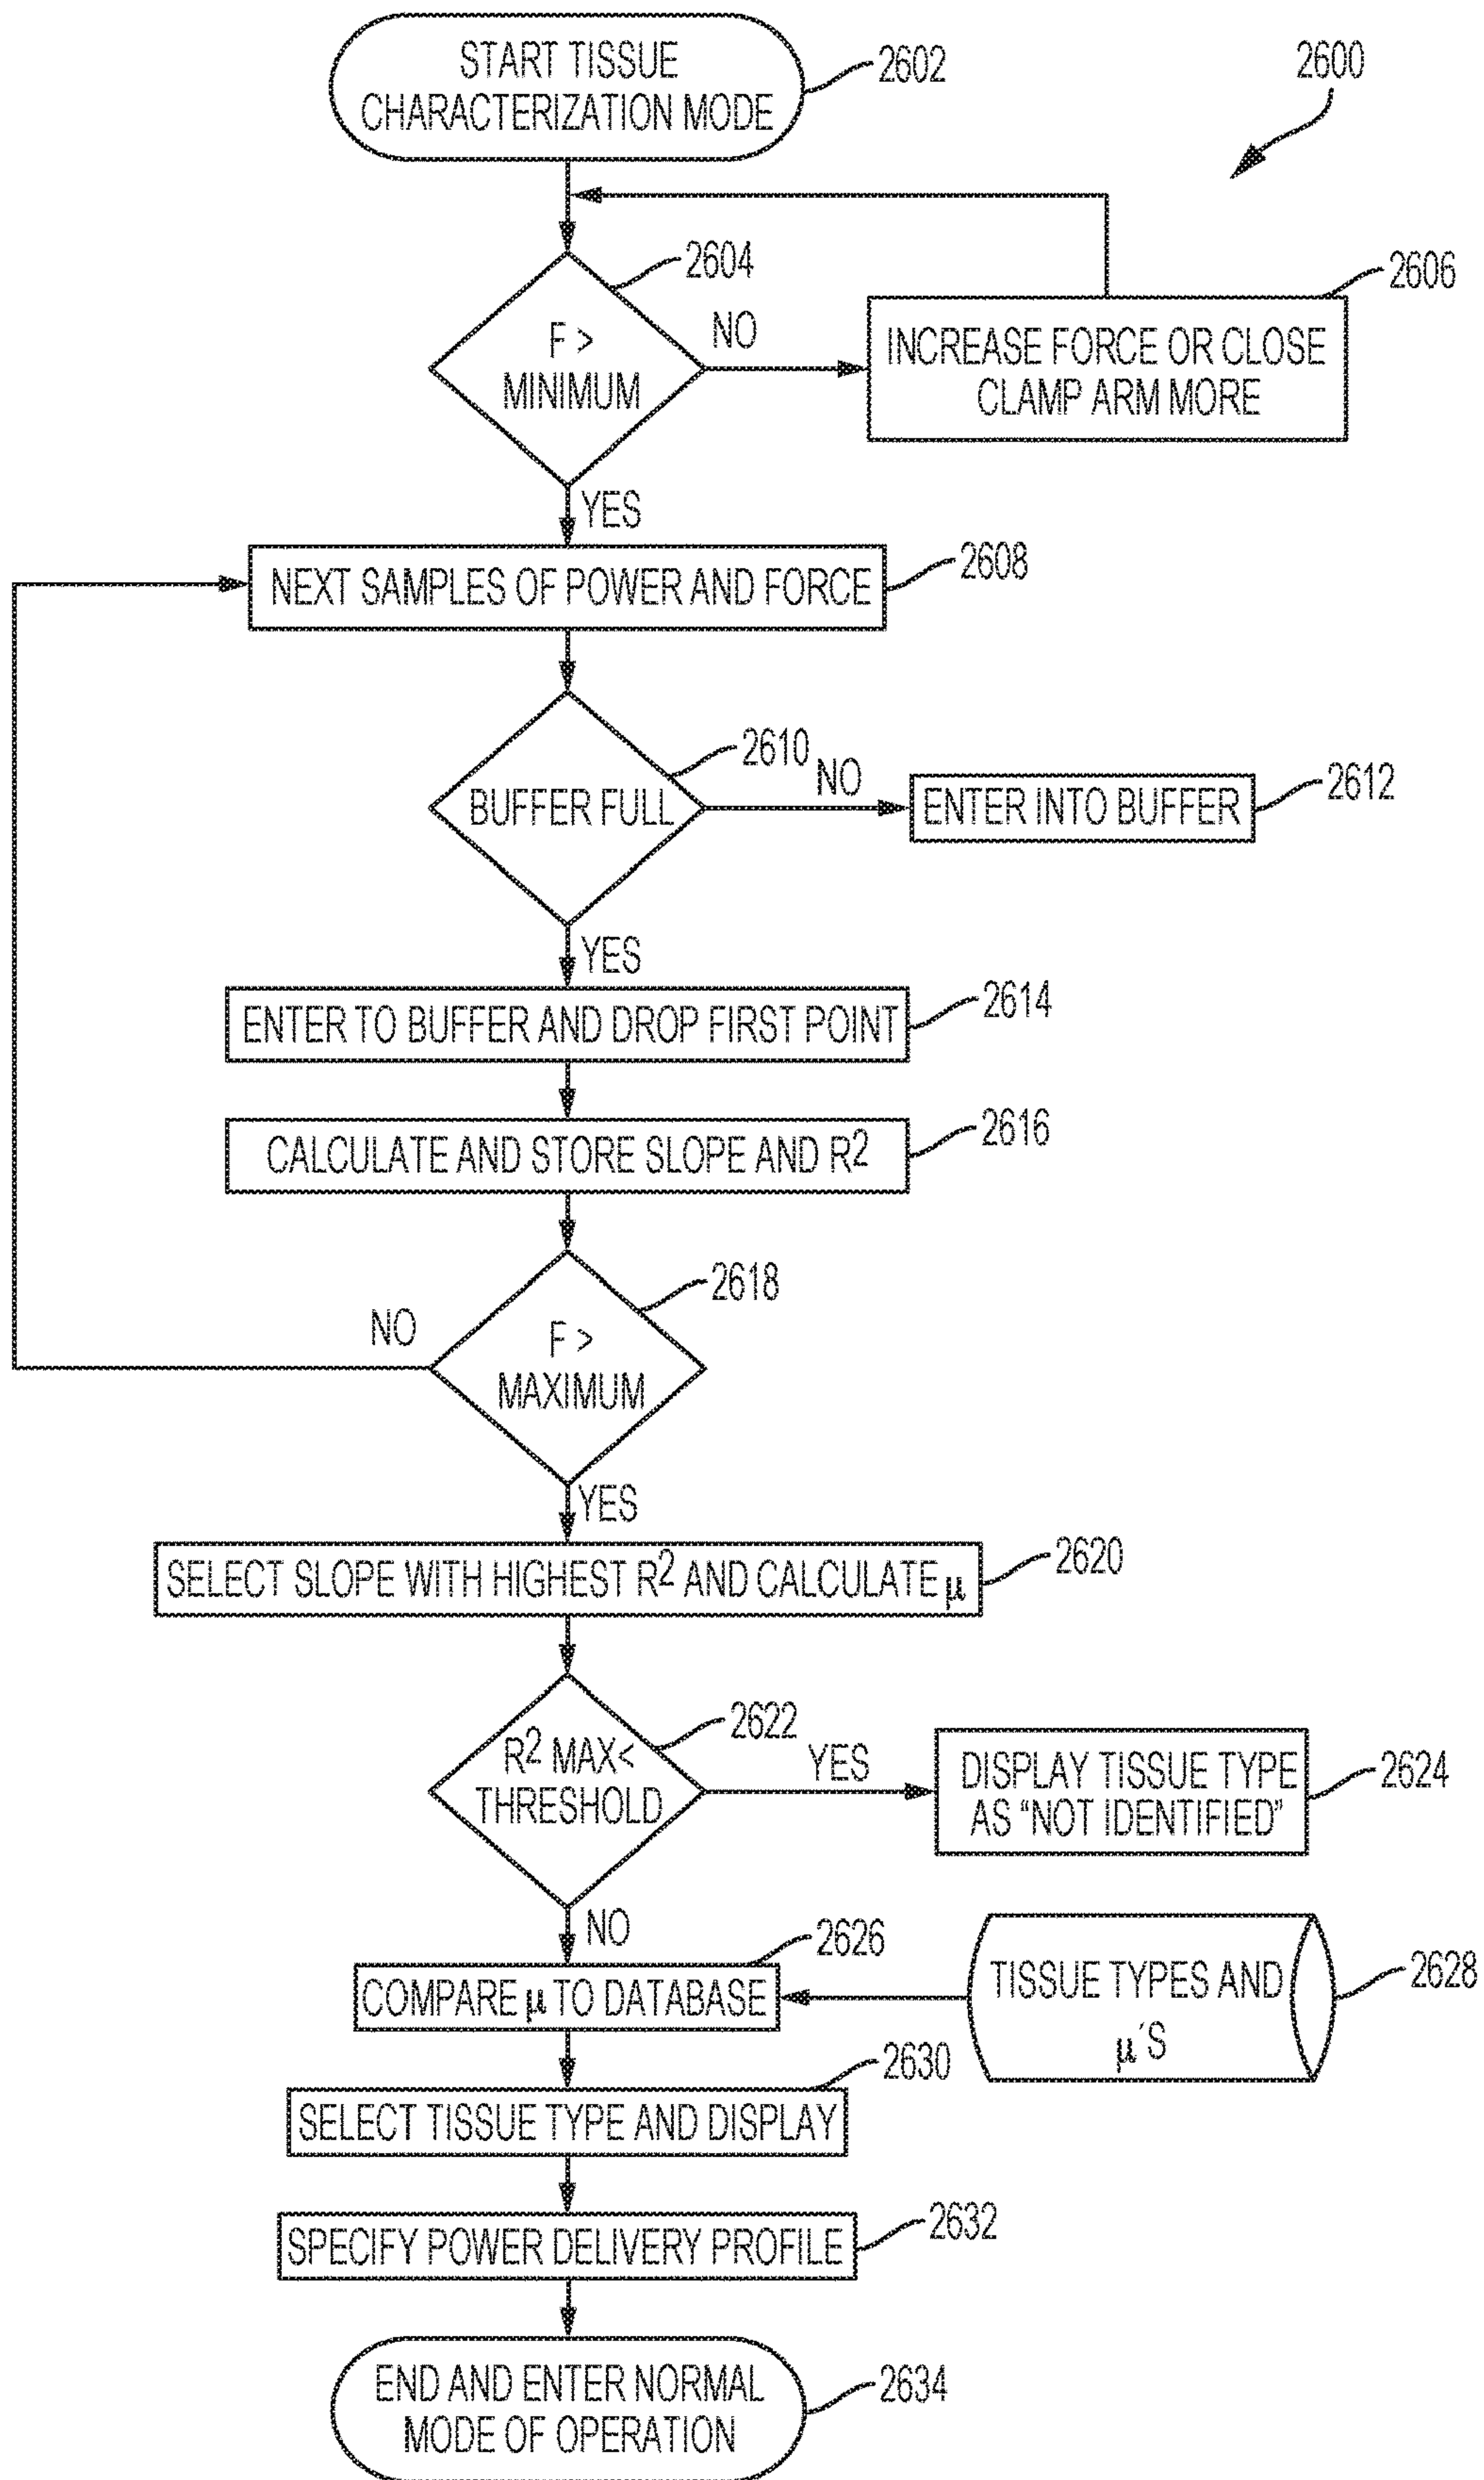 START TISSUE
CHARACTERIZATION MODE
2602
2600
F >
MINIMUM
2604
NO
INCREASE FORCE OR CLOSE
CLAMP ARM MORE
2606
YES
NEXT SAMPLES OF POWER AND FORCE
2608
BUFFER FULL
2610
NO
ENTER INTO BUFFER
2612
YES
ENTER TO BUFFER AND DROP FIRST POINT
2614
CALCULATE AND STORE SLOPE AND R²
2616
F >
MAXIMUM
2618
NO
YES
SELECT SLOPE WITH HIGHEST R² AND CALCULATE μ
2620
R² MAX<
THRESHOLD
2622
YES
DISPLAY TISSUE TYPE
AS "NOT IDENTIFIED"
2624
NO
COMPARE μ TO DATABASE
2626
TISSUE TYPES AND
μ´S
2628
SELECT TISSUE TYPE AND DISPLAY
2630
SPECIFY POWER DELIVERY PROFILE
2632
END AND ENTER NORMAL
MODE OF OPERATION
2634